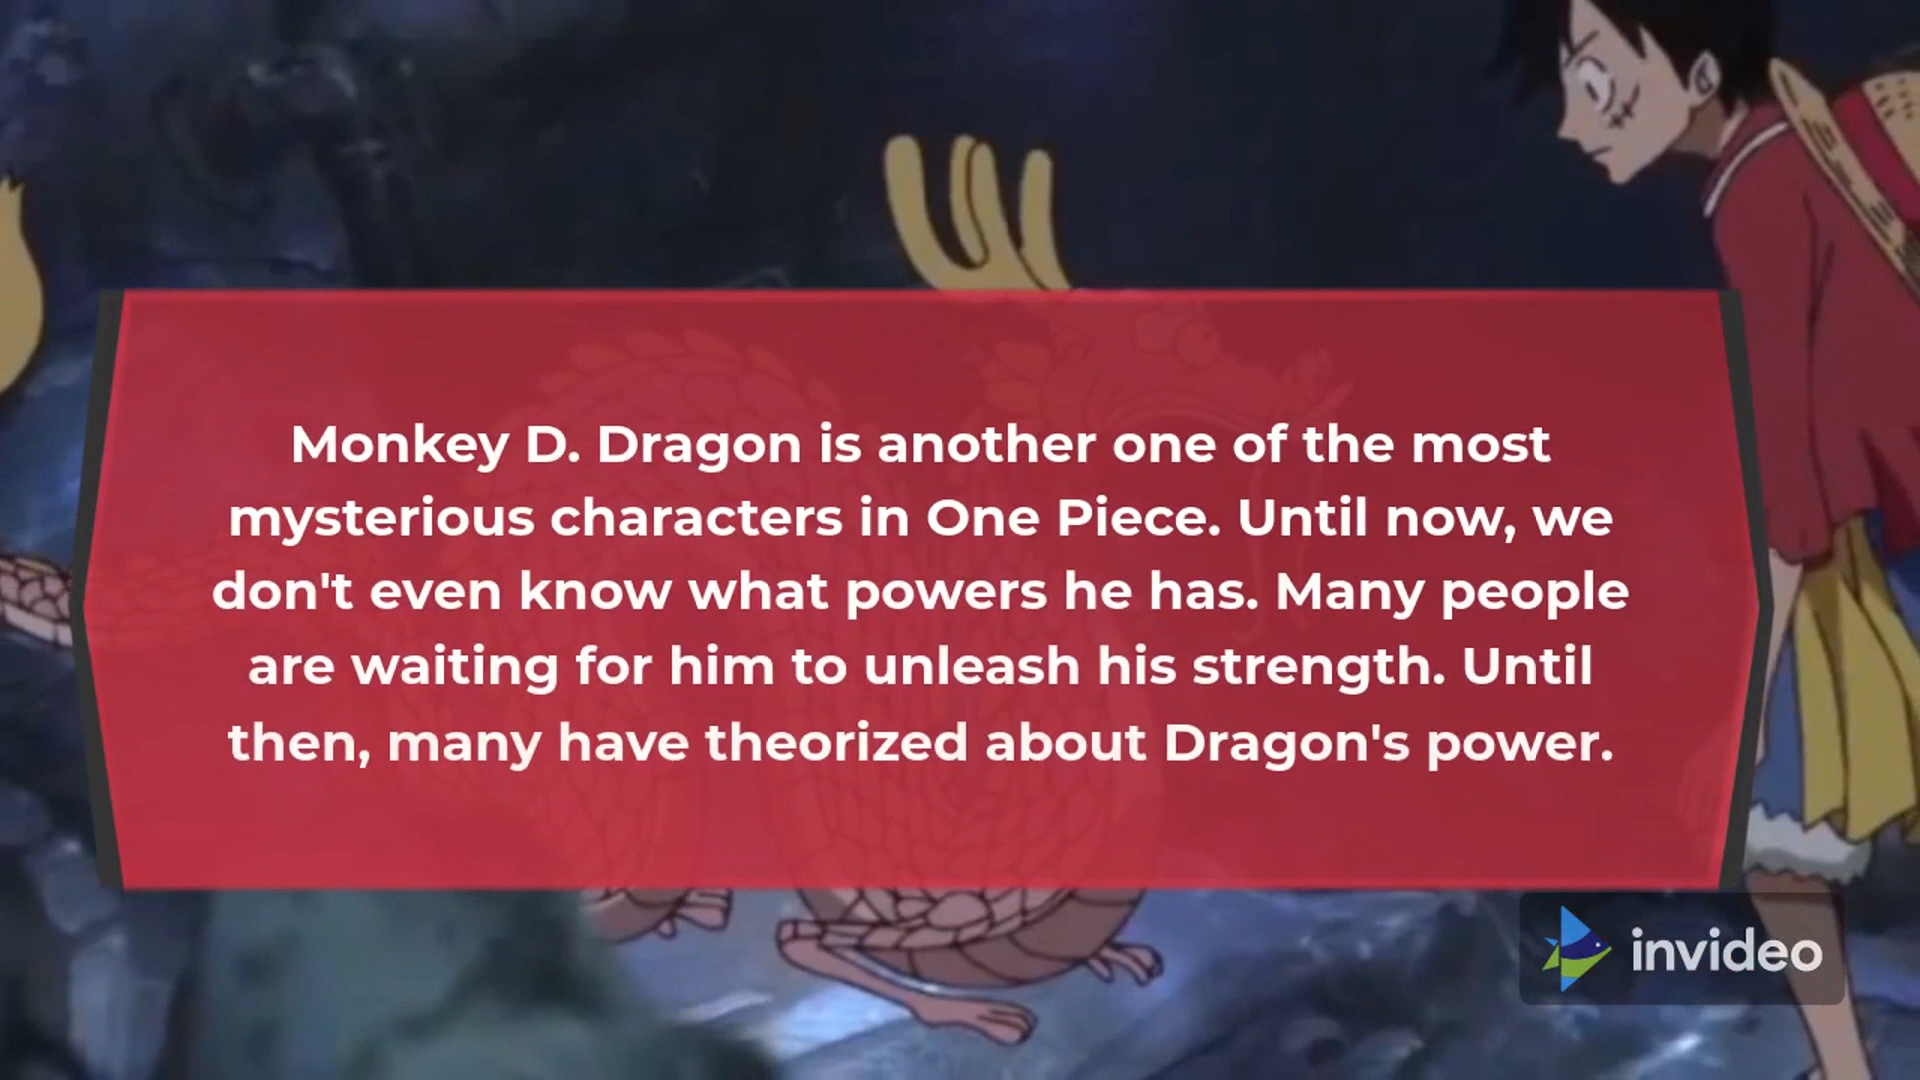 Monkey D. Dragon is another one of the most
mysterious characters in One Piece. Until now, we
don't even know what powers he has. Many people
are waiting for him to unleash his strength. Until
then, many have theorized about Dragon's power.
invideo